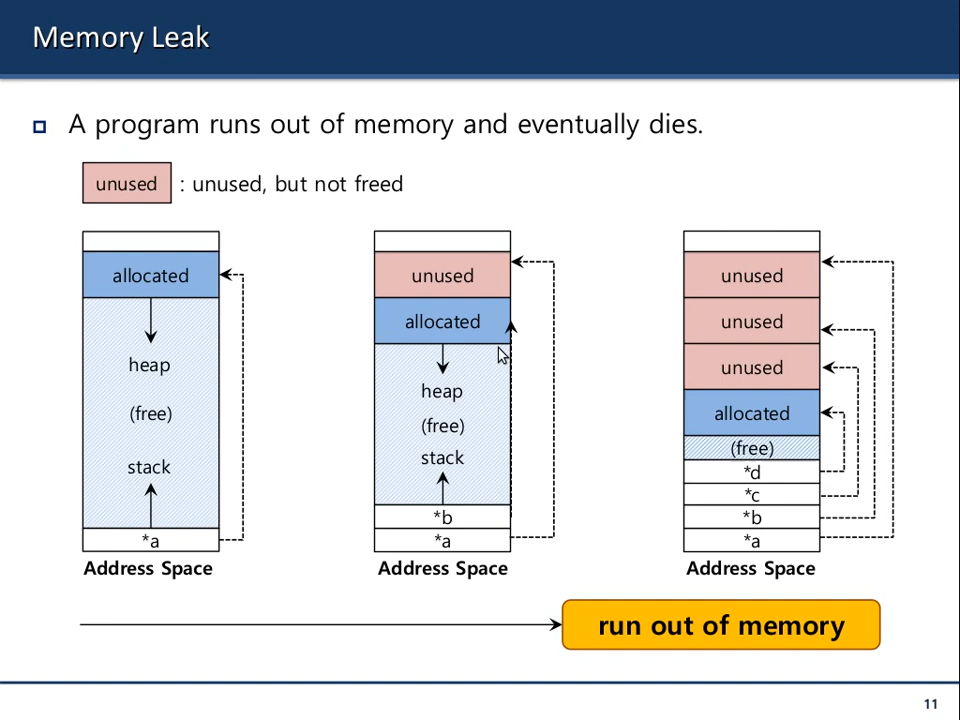 Memory Leak
A program runs out of memory and eventually dies.
unused : unused, but not freed
allocated
heap
(free)
stack
*a
Address Space
unused
allocated
heap
(free)
stack
*b
*a
Address Space
unused
unused
unused
allocated
(free)
*d
*c
*b
*a
Address Space
run out of memory
11